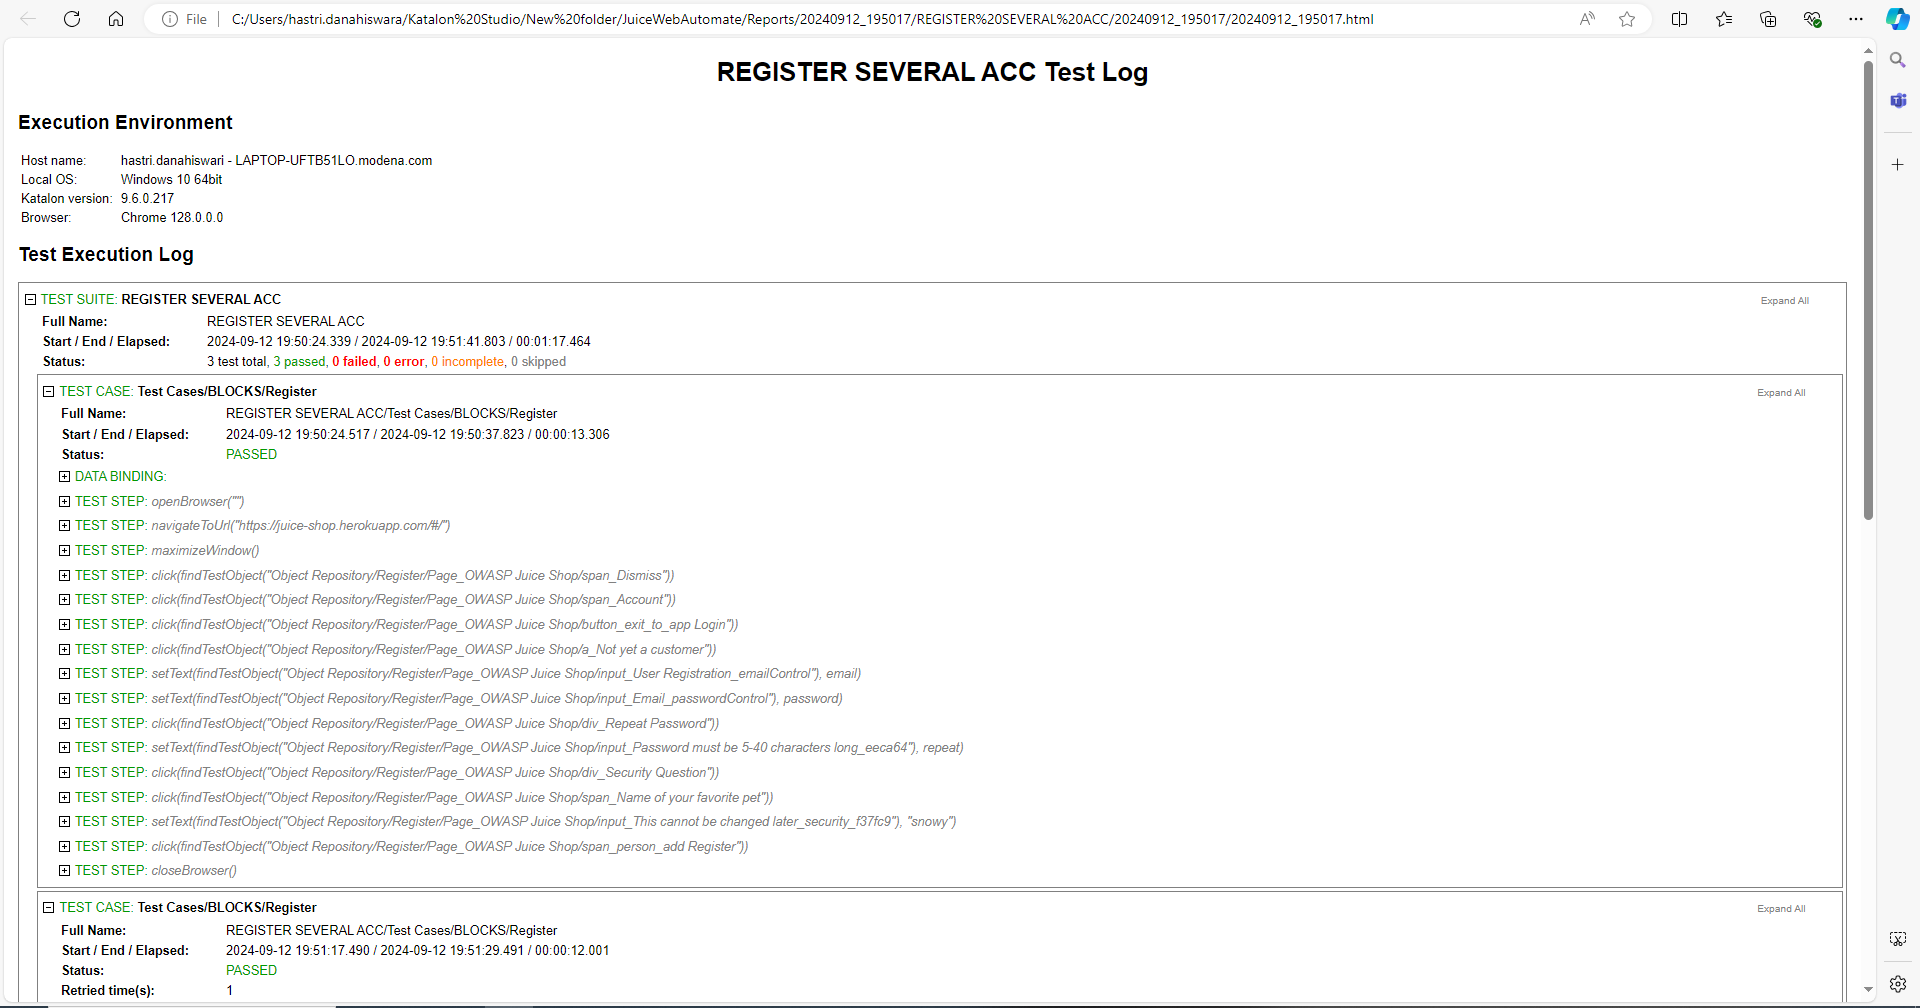 File
C:/Users/hastri.danahiswara/Katalon%20Studio/New%20folder/JuiceWebAutomate/Reports/20240912_195017/REGISTER%20SEVERAL%20ACC/20240912_195017/20240912_195017.html
REGISTER SEVERAL ACC Test Log
Execution Environment
Host name: hastri.danahiswari - LAPTOP-UFTB51LO.modena.com
Local OS: Windows 10 64bit
Katalon version: 9.6.0.217
Browser: Chrome 128.0.0.0
Test Execution Log
TEST SUITE: REGISTER SEVERAL ACC Expand All
Full Name: REGISTER SEVERAL ACC
Start / End / Elapsed: 2024-09-12 19:50:24.339 / 2024-09-12 19:51:41.803 / 00:01:17.464
Status: 3 test total, 3 passed, 0 failed, 0 error, 0 incomplete, 0 skipped
TEST CASE: Test Cases/BLOCKS/Register Expand All
Full Name: REGISTER SEVERAL ACC/Test Cases/BLOCKS/Register
Start / End / Elapsed: 2024-09-12 19:50:24.517 / 2024-09-12 19:50:37.823 / 00:00:13.306
Status: PASSED
DATA BINDING:
TEST STEP: openBrowser("")
TEST STEP: navigateToUrl("https://juice-shop.herokuapp.com/#/")
TEST STEP: maximizeWindow()
TEST STEP: click(findTestObject("Object Repository/Register/Page_OWASP Juice Shop/span_Dismiss"))
TEST STEP: click(findTestObject("Object Repository/Register/Page_OWASP Juice Shop/span_Account"))
TEST STEP: click(findTestObject("Object Repository/Register/Page_OWASP Juice Shop/button_exit_to_app Login"))
TEST STEP: click(findTestObject("Object Repository/Register/Page_OWASP Juice Shop/a_Not yet a customer"))
TEST STEP: setText(findTestObject("Object Repository/Register/Page_OWASP Juice Shop/input_User Registration_emailControl"), email)
TEST STEP: setText(findTestObject("Object Repository/Register/Page_OWASP Juice Shop/input_Email_passwordControl"), password)
TEST STEP: click(findTestObject("Object Repository/Register/Page_OWASP Juice Shop/div_Repeat Password"))
TEST STEP: setText(findTestObject("Object Repository/Register/Page_OWASP Juice Shop/input_Password must be 5-40 characters long_eeca64"), repeat)
TEST STEP: click(findTestObject("Object Repository/Register/Page_OWASP Juice Shop/div_Security Question"))
TEST STEP: click(findTestObject("Object Repository/Register/Page_OWASP Juice Shop/span_Name of your favorite pet"))
TEST STEP: setText(findTestObject("Object Repository/Register/Page_OWASP Juice Shop/input_This cannot be changed later_security_f37fc9"), "snowy")
TEST STEP: click(findTestObject("Object Repository/Register/Page_OWASP Juice Shop/span_person_add Register"))
TEST STEP: closeBrowser()
TEST CASE: Test Cases/BLOCKS/Register Expand All
Full Name: REGISTER SEVERAL ACC/Test Cases/BLOCKS/Register
Start / End / Elapsed: 2024-09-12 19:51:17.490 / 2024-09-12 19:51:29.491 / 00:00:12.001
Status: PASSED
Retried time(s): 1